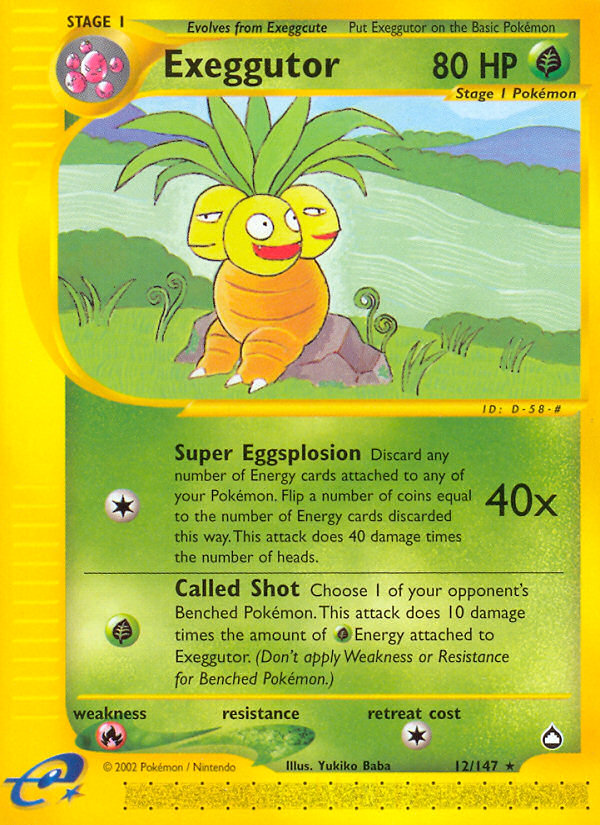 STAGE 1
Evolves from Exeggcute Put Exeggutor on the Basic Pokémon
Exeggutor 80 HP
Stage 1 Pokémon
ID: D-58-#
Super Eggsplosion Discard any
number of Energy cards attached to any of
your Pokémon. Flip a number of coins equal
to the number of Energy cards discarded
this way. This attack does 40 damage times
the number of heads.
40x
Called Shot Choose 1 of your opponent's
Benched Pokémon. This attack does 10 damage
times the amount of Energy attached to
Exeggutor. (Don't apply Weakness or Resistance
for Benched Pokémon.)
weakness resistance retreat cost
© 2002 Pokémon / Nintendo Illus. Yukiko Baba 12/147 ★
e